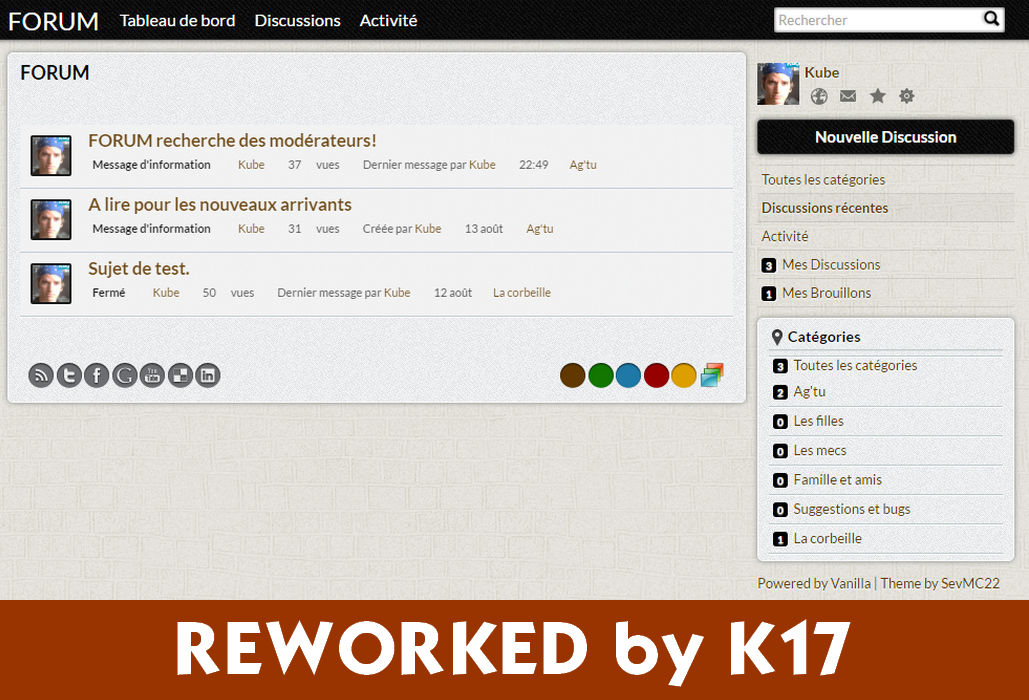 FORUM Tableau de bord Discussions Activité Rechercher
FORUM
FORUM recherche des modérateurs!
Message d'information Kube 37 vues Dernier message par Kube 22:49 Ag'tu
A lire pour les nouveaux arrivants
Message d'information Kube 31 vues Créée par Kube 13 août Ag'tu
Sujet de test.
Fermé Kube 50 vues Dernier message par Kube 12 août La corbeille
You Tube
Kube
Nouvelle Discussion
Toutes les catégories
Discussions récentes
Activité
3 Mes Discussions
1 Mes Brouillons
Catégories
3 Toutes les catégories
2 Ag'tu
0 Les filles
0 Les mecs
0 Famille et amis
0 Suggestions et bugs
1 La corbeille
Powered by Vanilla | Theme by SevMC22
REWORKED by K17